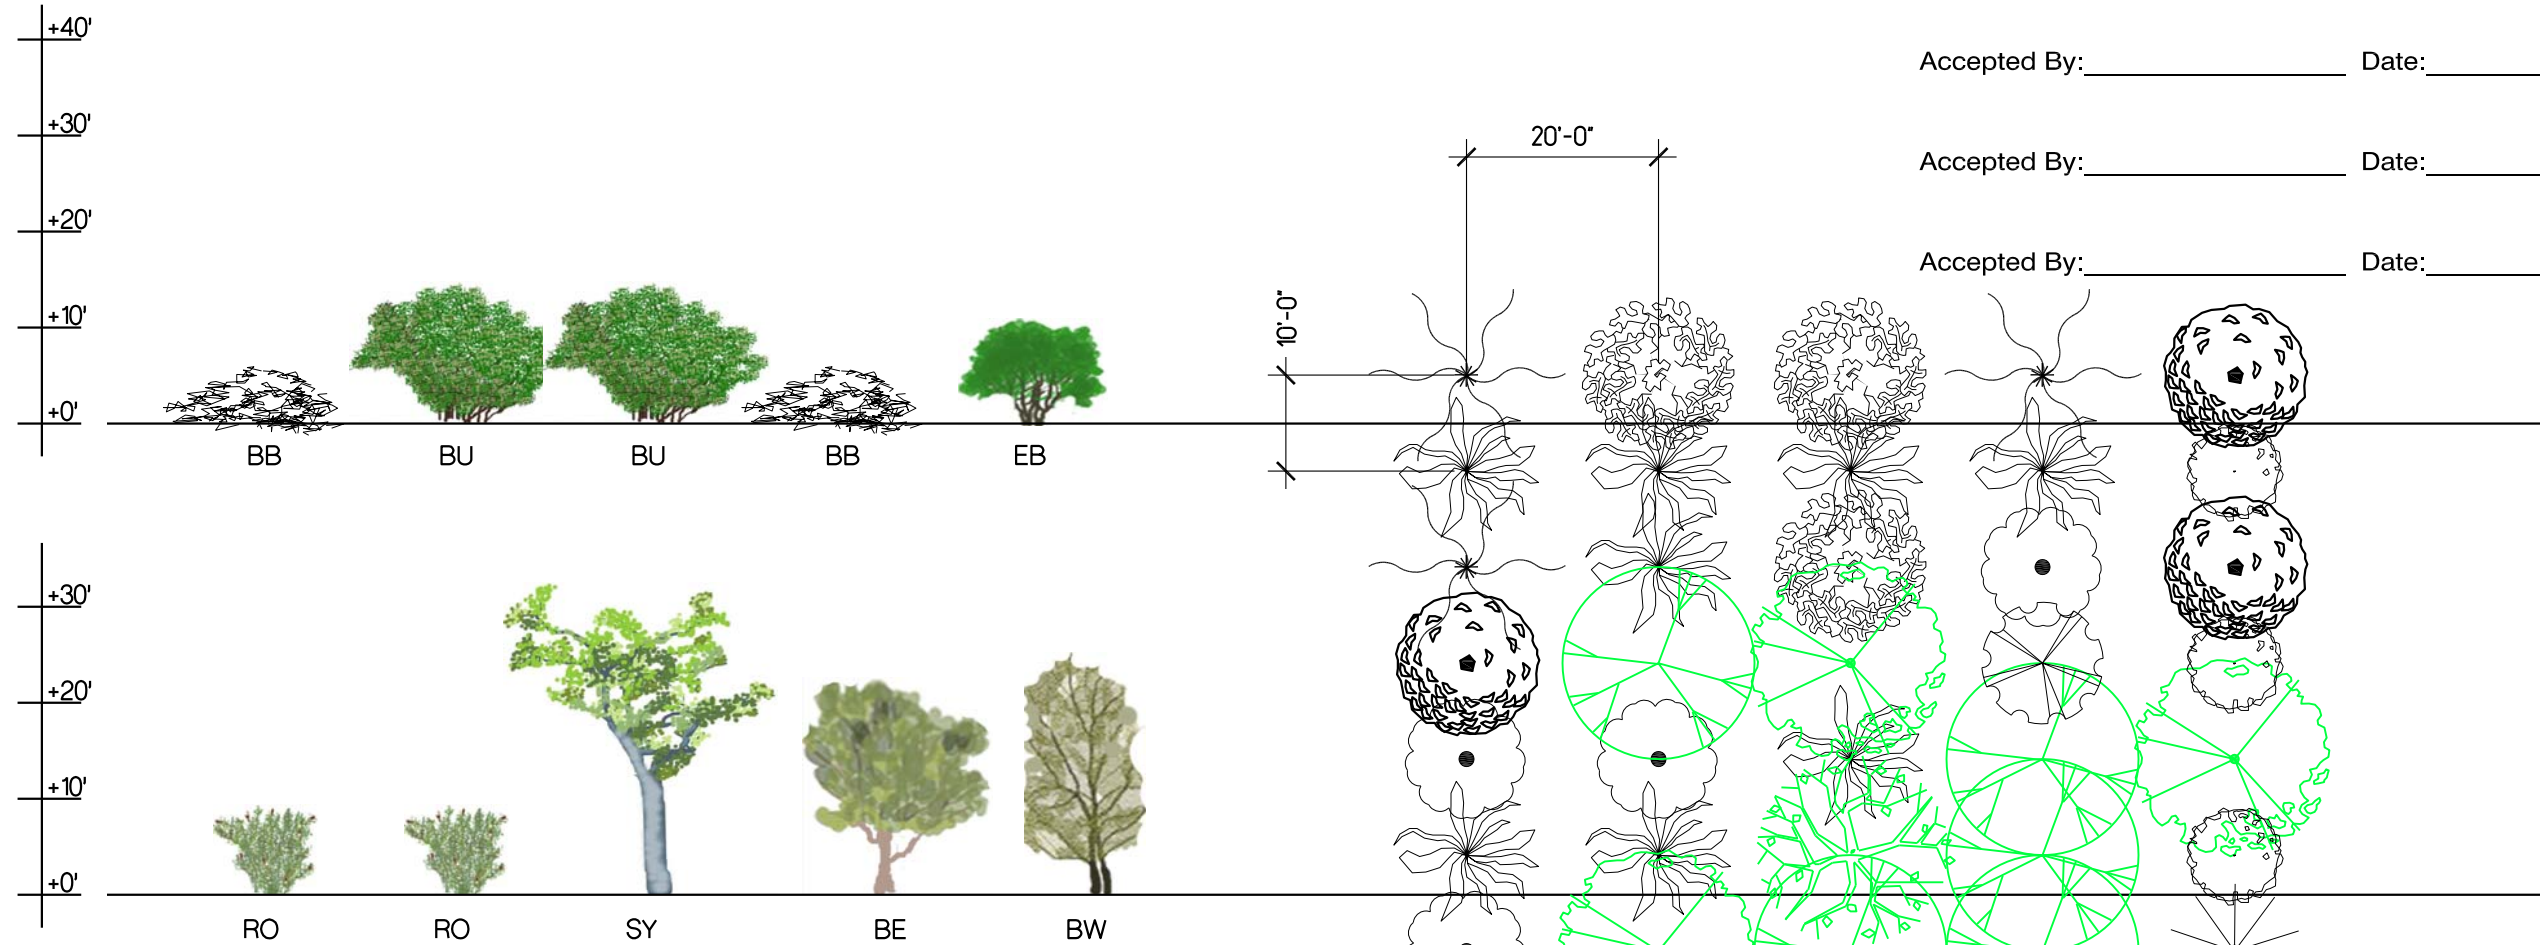 +40'
Accepted By: Date:
+30'
20'-0"
Accepted By: Date:
+20'
Accepted By: Date:
+10'
10'-0"
+0'
BB BU BU BB EB
+30'
+20'
+10'
+0'
RO RO SY BE BW